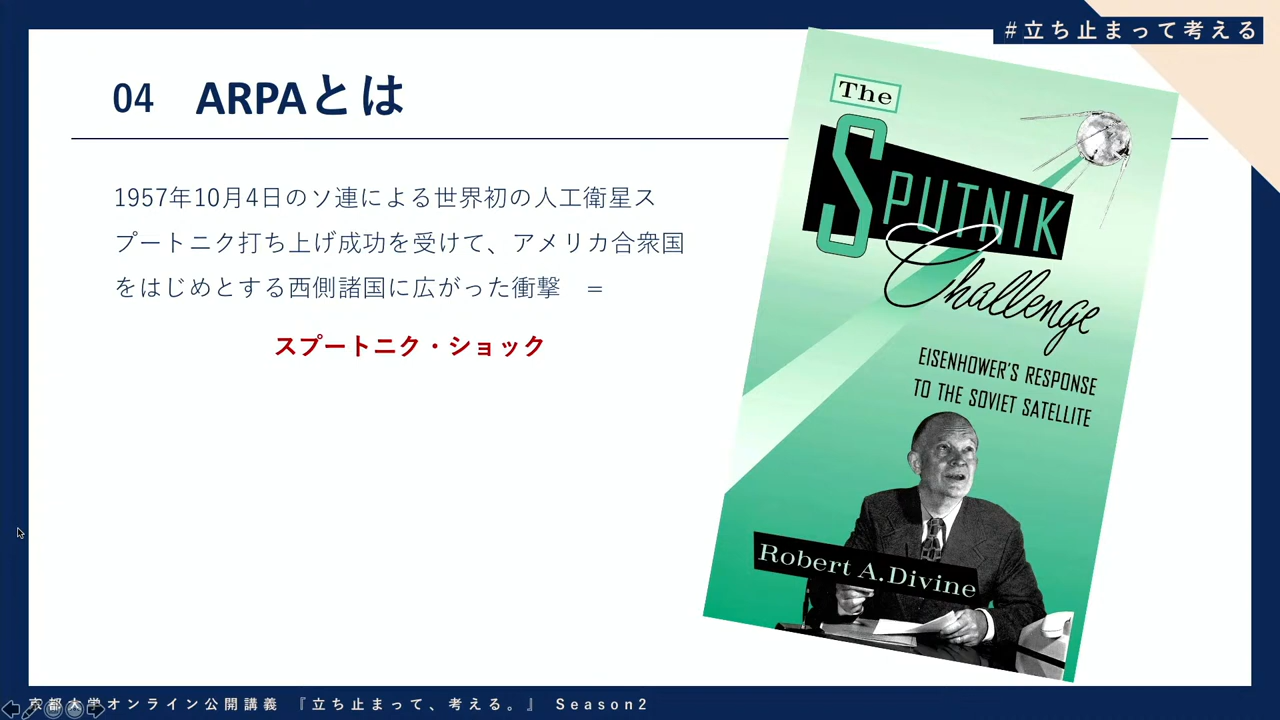 #立ち止まって考える
04 ARPAとは
1957年10月4日のソ連による世界初の人工衛星ス
プートニク打ち上げ成功を受けて、アメリカ合衆国
をはじめとする西側諸国に広がった衝撃 =
スプートニク・ショック
The
SPUTNIK
Challenge
EISENHOWER'S RESPONSE
TO THE SOVIET SATELLITE
Robert A. Divine
京都大学オンライン公開講義 『立ち止まって、考える。』 Season2